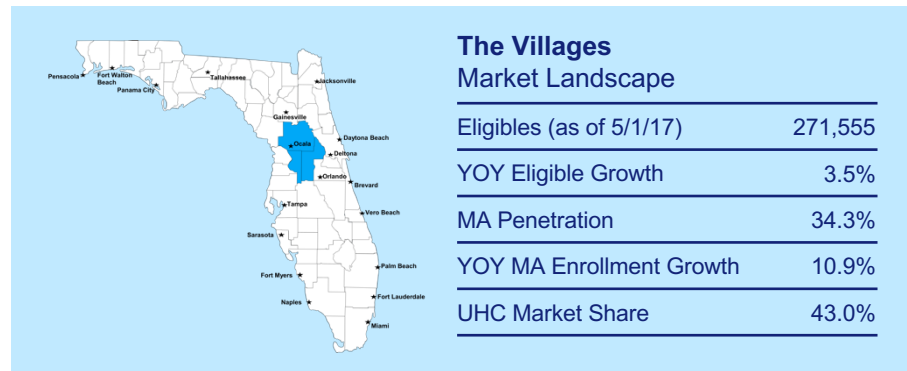 The Villages
Market Landscape
Eligibles (as of 5/1/17) 271,555
YOY Eligible Growth 3.5%
MA Penetration 34.3%
YOY MA Enrollment Growth 10.9%
UHC Market Share 43.0%
Pensacola
Fort Walton
Beach
Panama City
Tallahassee
Jacksonville
Gainesville
Ocala
Daytona Beach
Deltona
Orlando
Brevard
Tampa
Vero Beach
Sarasota
Palm Beach
Fort Myers
Naples
Fort Lauderdale
Miami